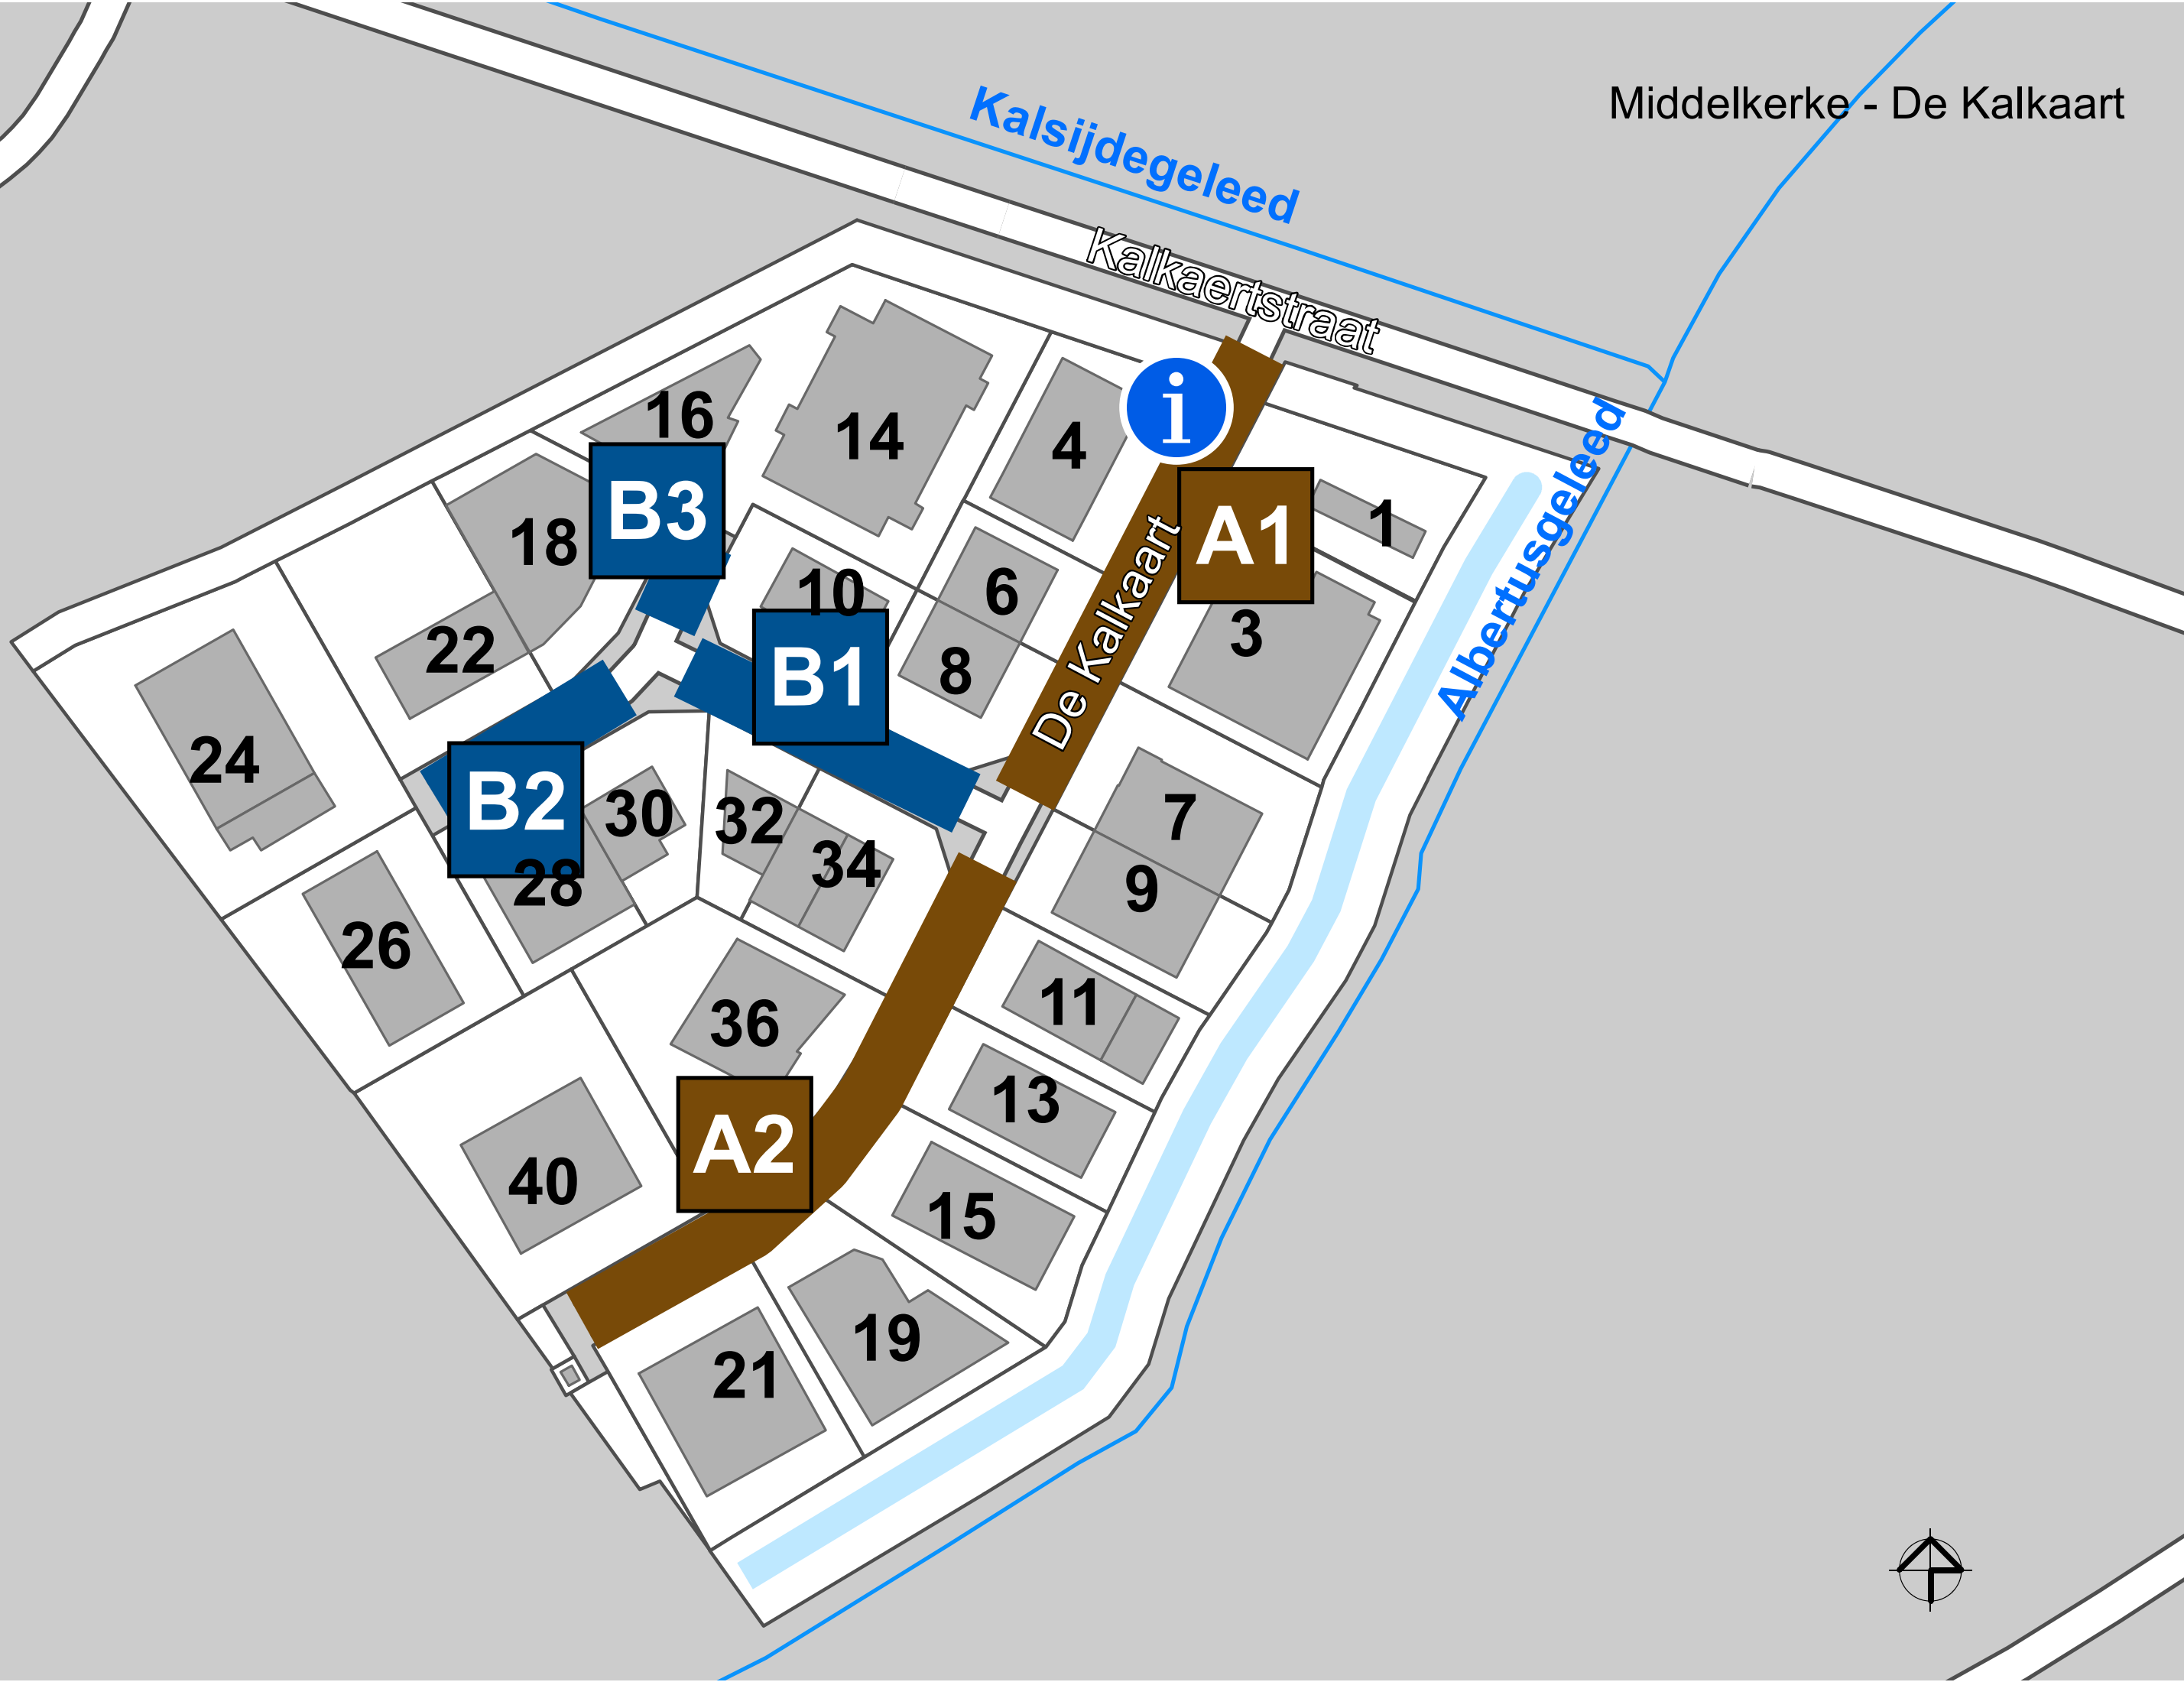 Middelkerke - De Kalkaart
Kalsijdegeleed
Kalkaertstraat
i
16
14
4
B3
18
A1
1
10
6
3
22
B1
8
De Kalkaart
Albertusgeleed
24
B2
30
32
34
7
28
9
26
36
11
13
A2
40
15
19
21